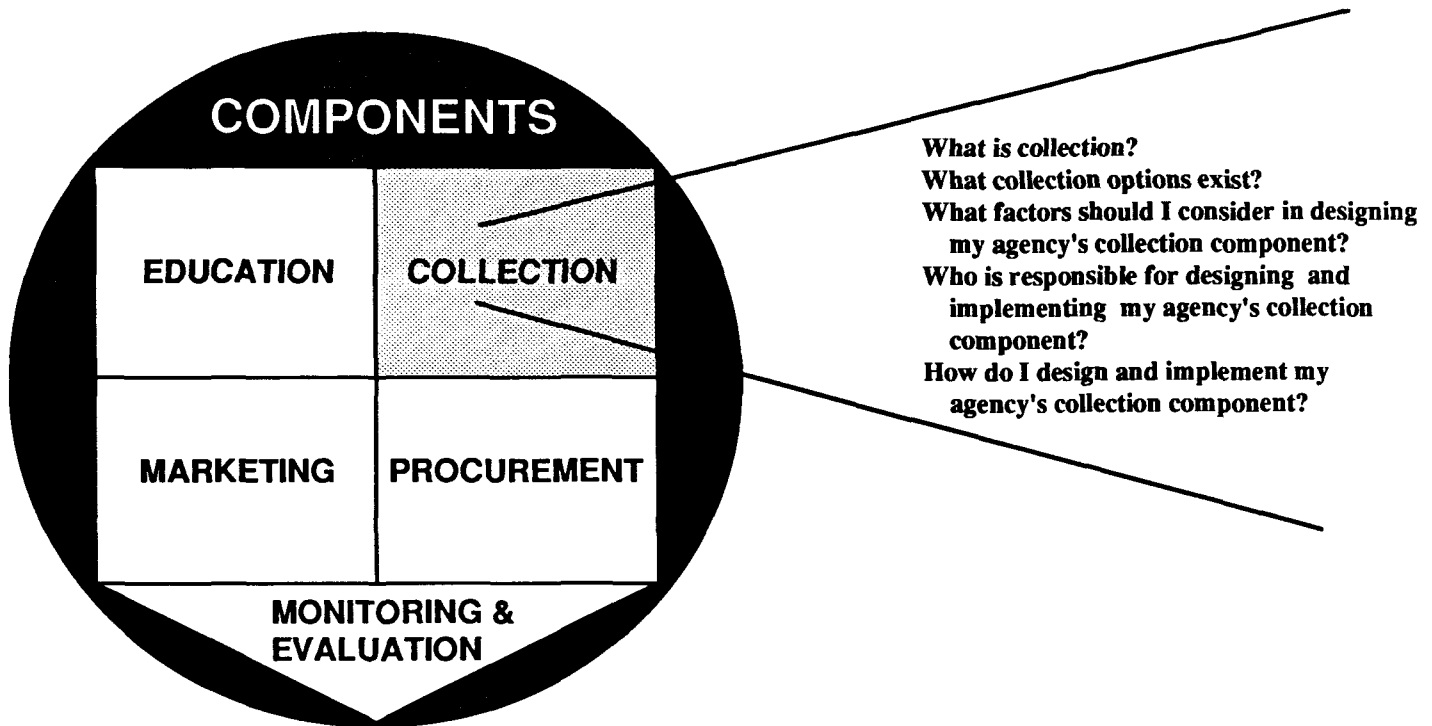 COMPONENTS
EDUCATION
COLLECTION
MARKETING
PROCUREMENT
MONITORING &
EVALUATION
What is collection?
What collection options exist?
What factors should I consider in designing
my agency's collection component?
Who is responsible for designing and
implementing my agency's collection
component?
How do I design and implement my
agency's collection component?